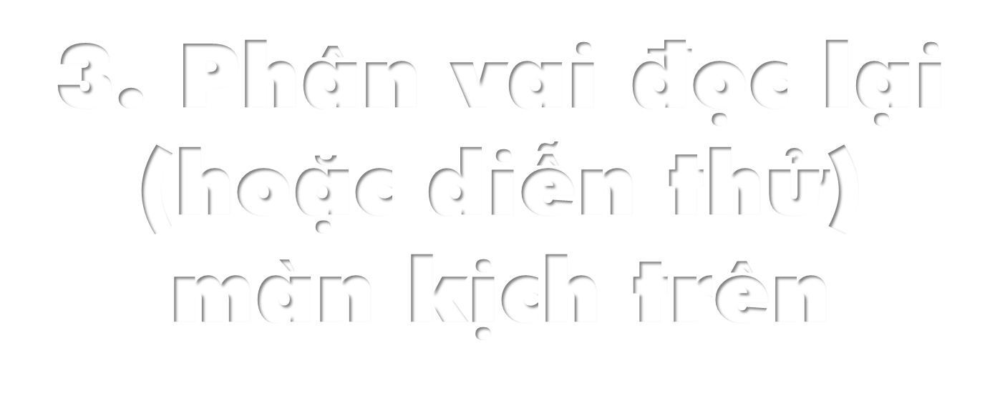 3. Phân vai đọc lại
(hoặc diễn thử)
màn kịch trên